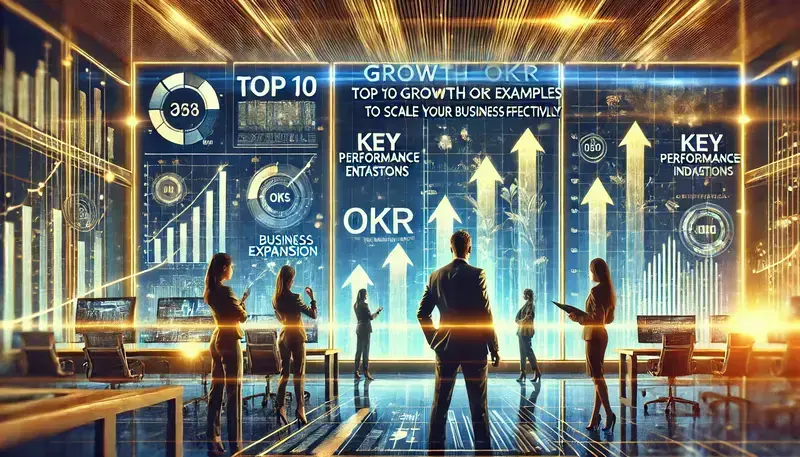 363
TOP 10
OKS
BUSINESS
EXPANSION
GROWTH OKR
TOP 10 GROWTH OK EXAMPLES
TO SCALE YOUR BUSINESS EFFECTIVLY
KEY
PERFORMANCE
ENTASTONS
OKR
KEY
PERFORMANCE
INDASTIONS